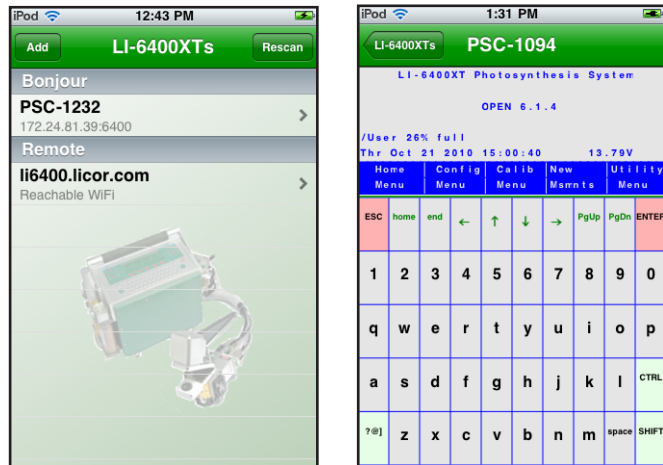 iPod 12:43 PM
Add LI-6400XTs Rescan
Bonjour
PSC-1232
172.24.81.39:6400
Remote
li6400.licor.com
Reachable WiFi
iPod 1:31 PM
LI-6400XTs PSC-1094
LI-6400XT Photosynthesis System
OPEN 6.1.4
/User 26% full
Thr Oct 21 2010 15:00:40 13.79V
Home Config Calib New Utility
Menu Menu Menu Msmnts Menu
ESC home end ← ↑ ↓ → PgUp PgDn ENTER
1 2 3 4 5 6 7 8 9 0
q w e r t y u i o p
a s d f g h j k l CTRL
?@] z x c v b n m space SHIFT